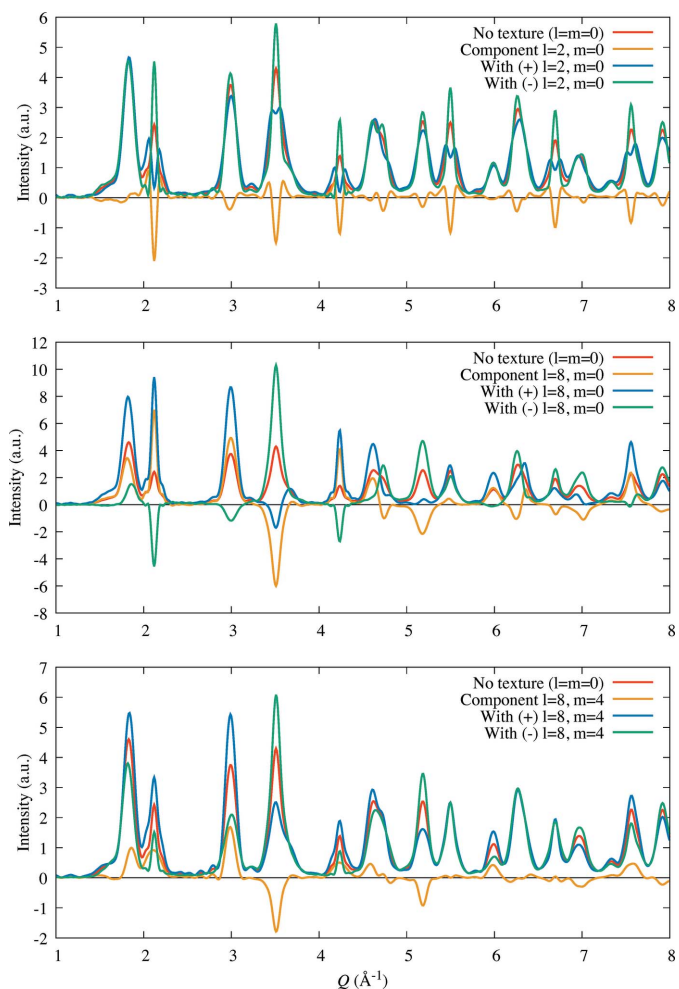 6
5
4
3
2
1
0
-1
-2
-3
Intensity (a.u.)
No texture (l=m=0)
Component l=2, m=0
With (+) l=2, m=0
With (-) l=2, m=0
1 2 3 4 5 6 7 8
12
10
8
6
4
2
0
-2
-4
-6
-8
Intensity (a.u.)
No texture (l=m=0)
Component l=8, m=0
With (+) l=8, m=0
With (-) l=8, m=0
1 2 3 4 5 6 7 8
7
6
5
4
3
2
1
0
-1
-2
Intensity (a.u.)
No texture (l=m=0)
Component l=8, m=4
With (+) l=8, m=4
With (-) l=8, m=4
1 2 3 4 5 6 7 8
Q (Å⁻¹)